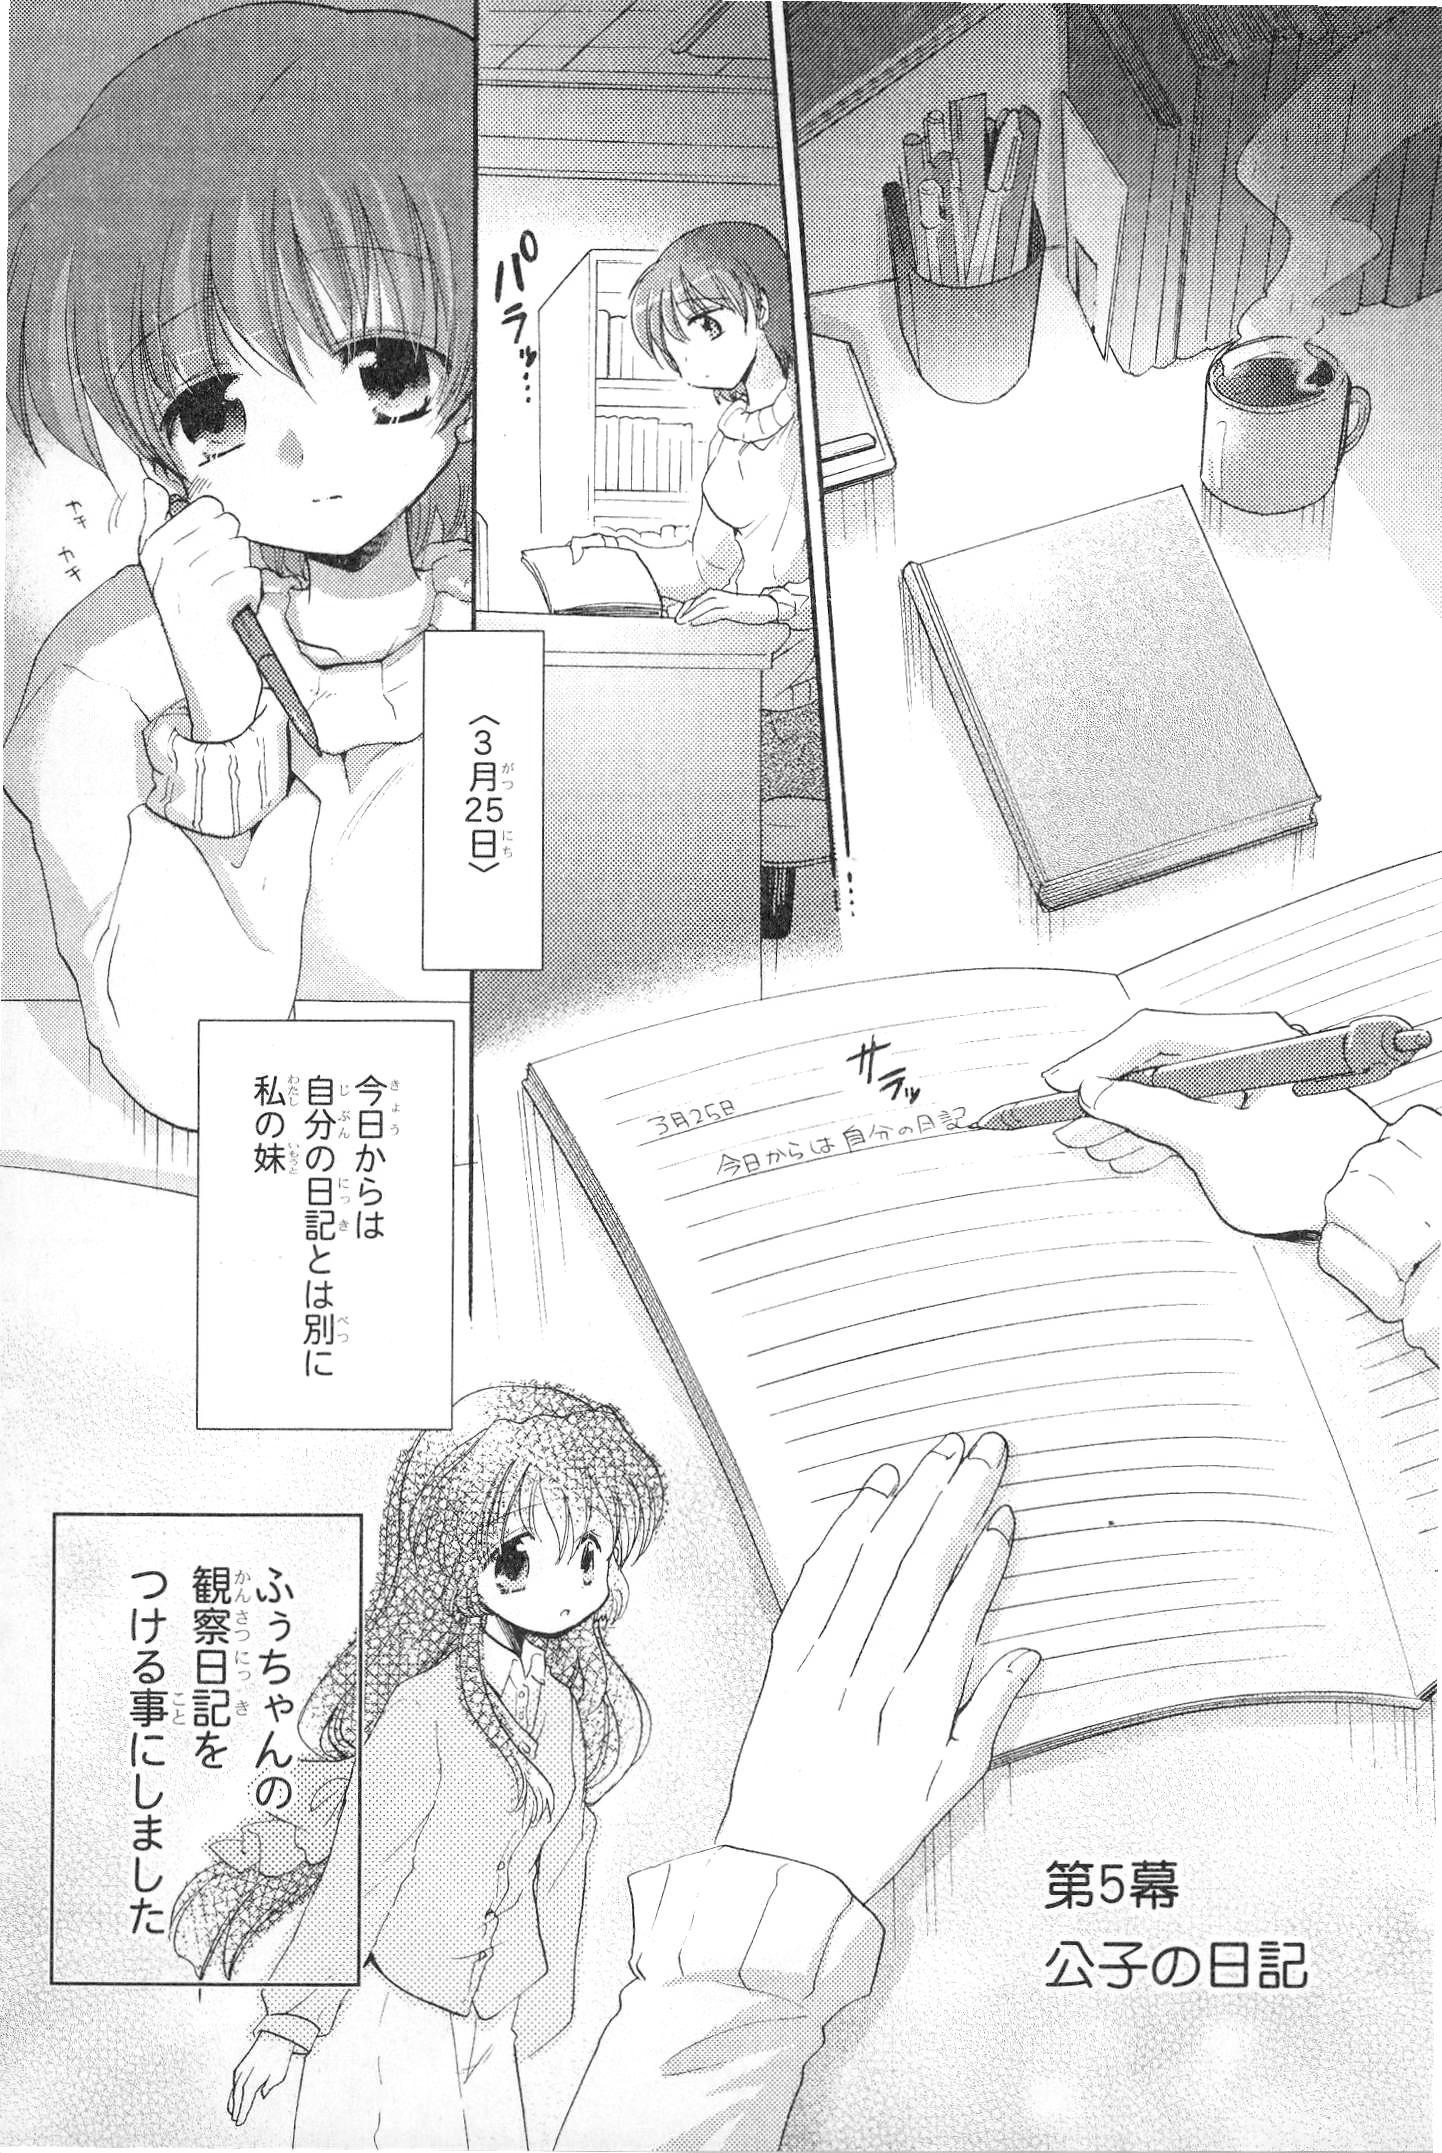 パラッ…
〈3月25日〉
カチ
カチ
サラッ
3月25日
今日からは自分の日記
今日からは
自分の日記とは別に
私の妹
ふぅちゃんの
観察日記を
つける事にしました
第5幕
公子の日記